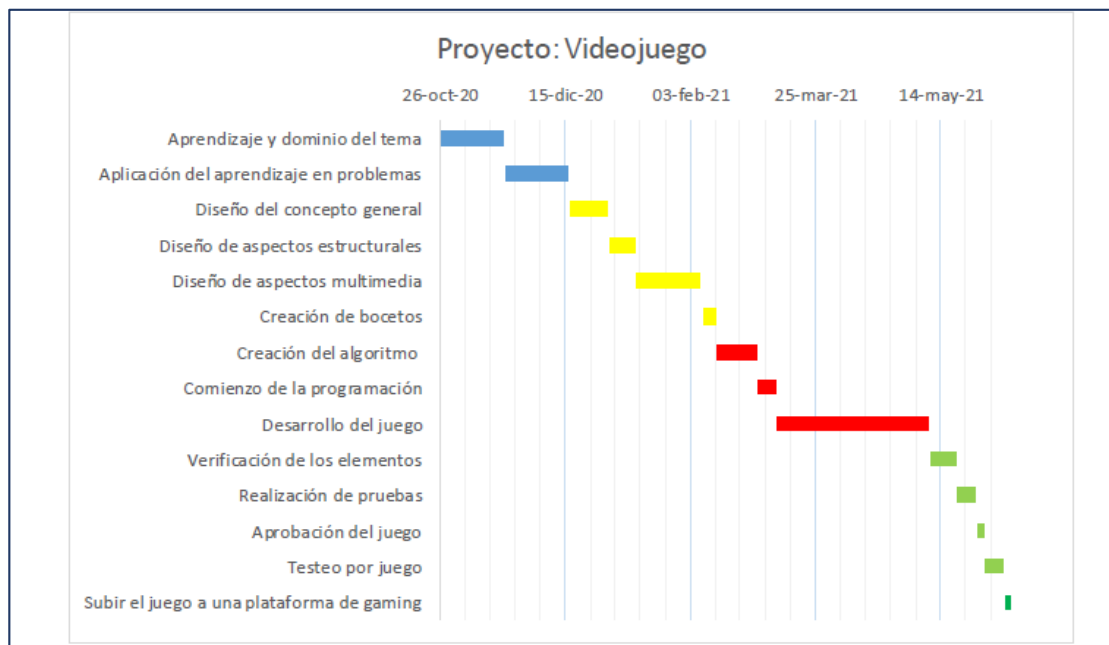 Proyecto: Videojuego
26-oct-20 15-dic-20 03-feb-21 25-mar-21 14-may-21
Aprendizaje y dominio del tema
Aplicación del aprendizaje en problemas
Diseño del concepto general
Diseño de aspectos estructurales
Diseño de aspectos multimedia
Creación de bocetos
Creación del algoritmo
Comienzo de la programación
Desarrollo del juego
Verificación de los elementos
Realización de pruebas
Aprobación del juego
Testeo por juego
Subir el juego a una plataforma de gaming